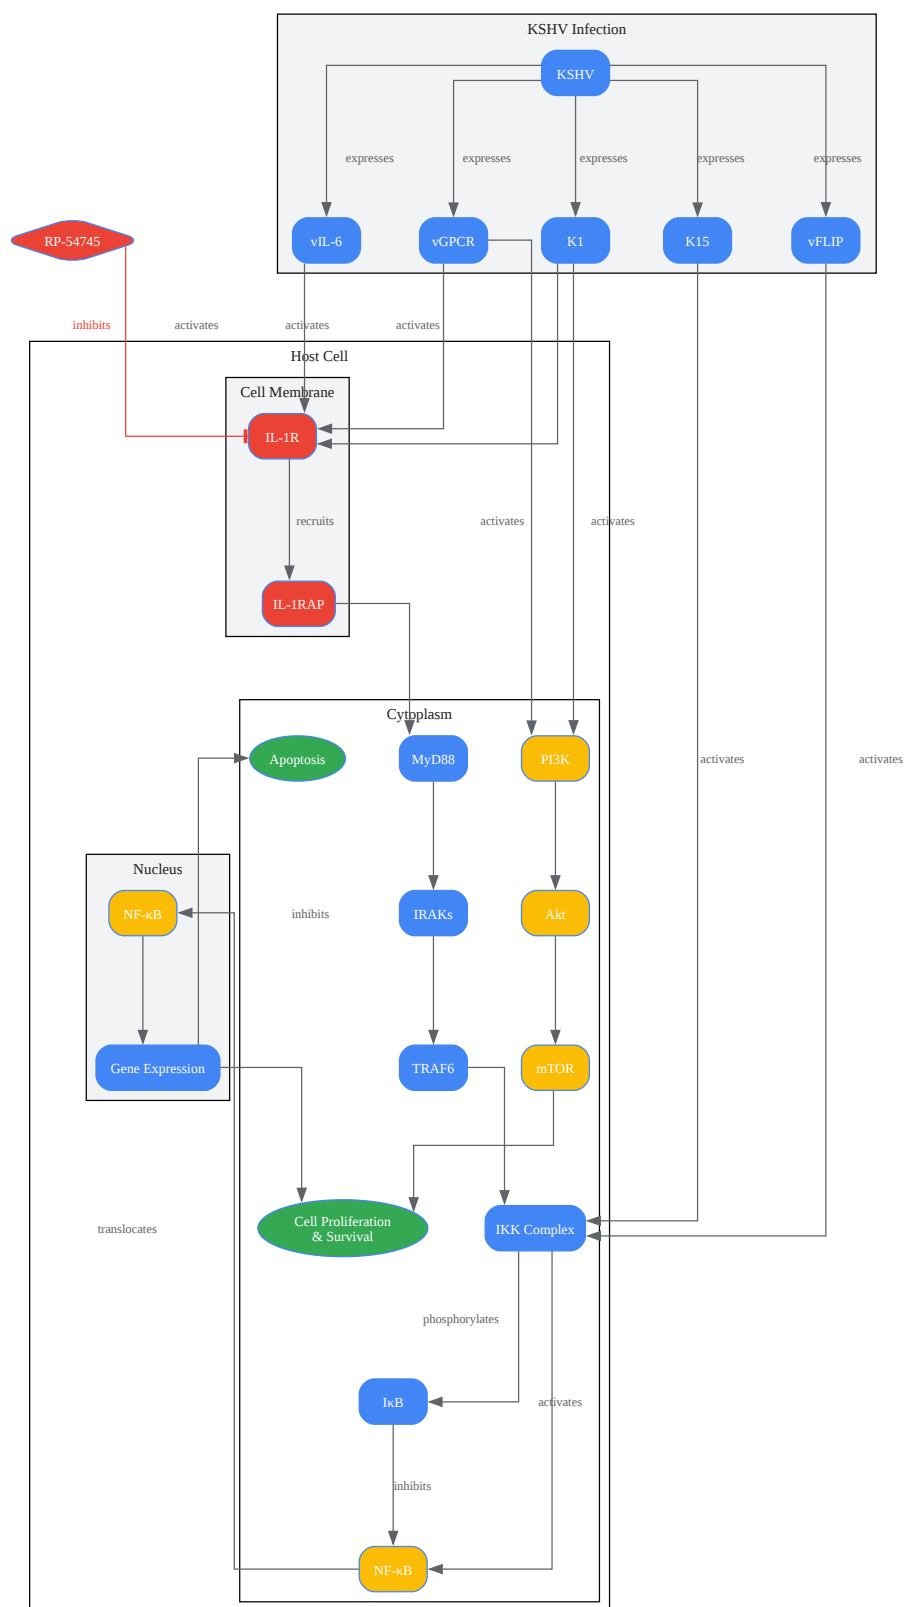 KSHV Infection
KSHV
expresses
expresses
expresses
expresses
expresses
RP-54745
vIL-6
vGPCR
K1
K15
vFLIP
inhibits
activates
activates
activates
Host Cell
Cell Membrane
IL-1R
recruits
activates
activates
IL-1RAP
Cytoplasm
Apoptosis
MyD88
PI3K
activates
activates
Nucleus
NF-κB
inhibits
IRAKs
Akt
Gene Expression
TRAF6
mTOR
Cell Proliferation
& Survival
translocates
IKK Complex
phosphorylates
IκB
activates
inhibits
NF-κB